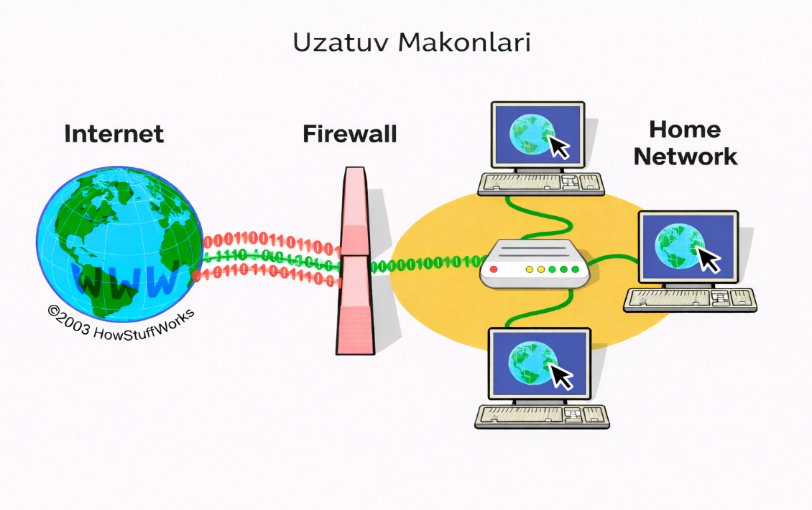 Uzatuv Makonlari
Internet
Firewall
Home
Network
WWW
©2003 HowStuffWorks